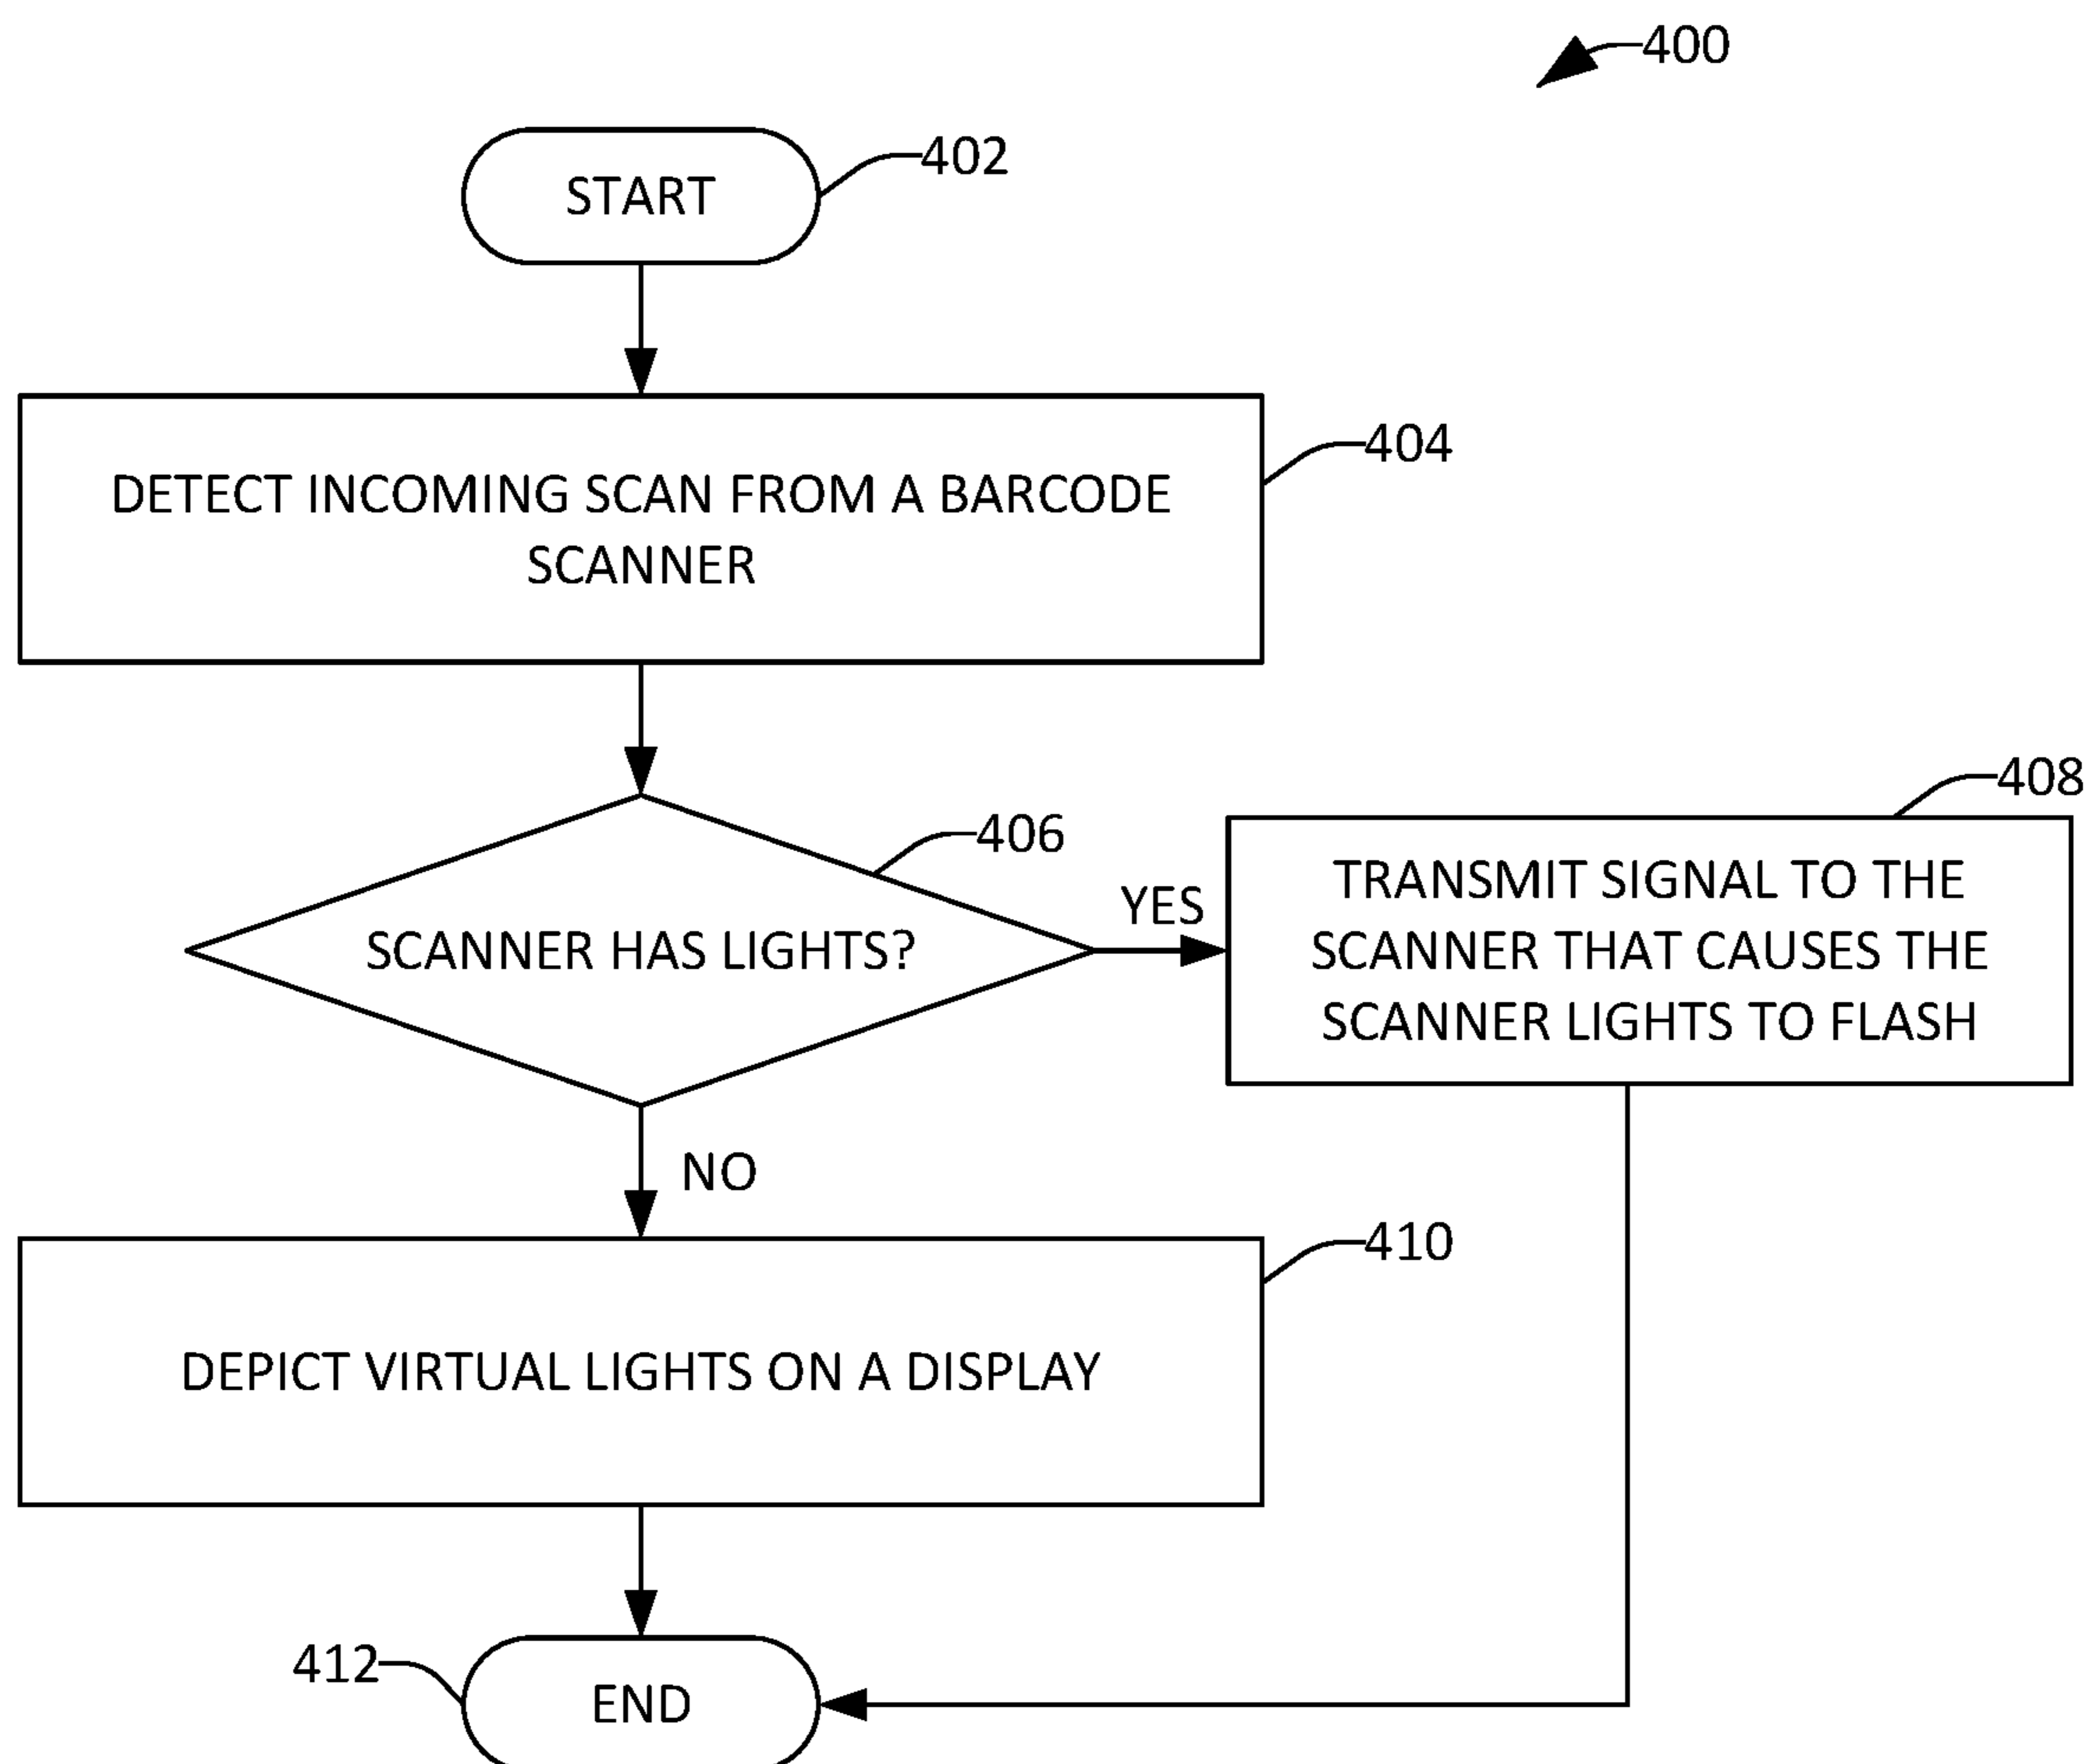 400
START
402
DETECT INCOMING SCAN FROM A BARCODE
SCANNER
404
SCANNER HAS LIGHTS?
406
YES
TRANSMIT SIGNAL TO THE
SCANNER THAT CAUSES THE
SCANNER LIGHTS TO FLASH
408
NO
DEPICT VIRTUAL LIGHTS ON A DISPLAY
410
412
END